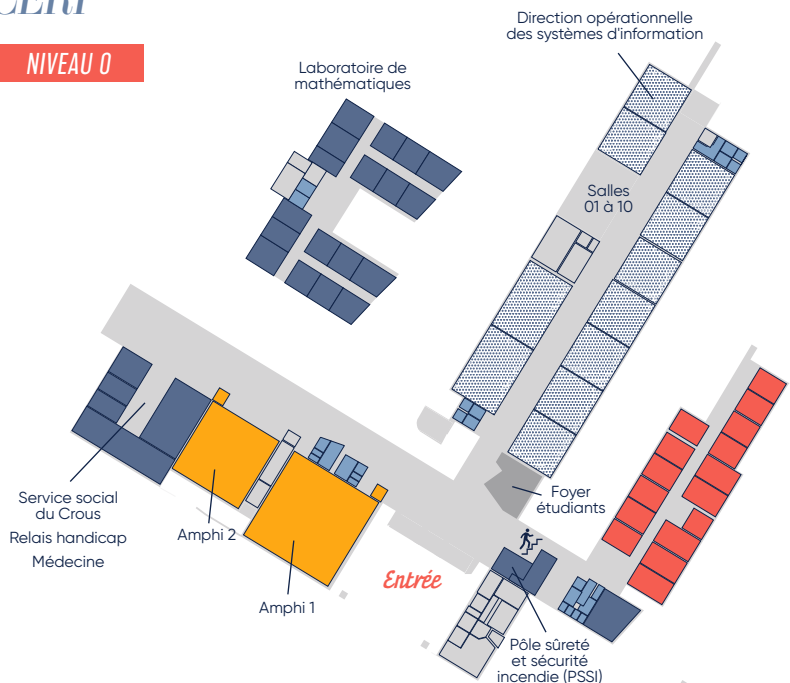 CERI
NIVEAU 0
Direction opérationnelle
des systèmes d'information
Laboratoire de
mathématiques
Salles
01 à 10
Service social
du Crous
Relais handicap
Médecine
Amphi 2
Amphi 1
Entrée
Foyer
étudiants
Pôle sûreté
et sécurité
incendie (PSSI)